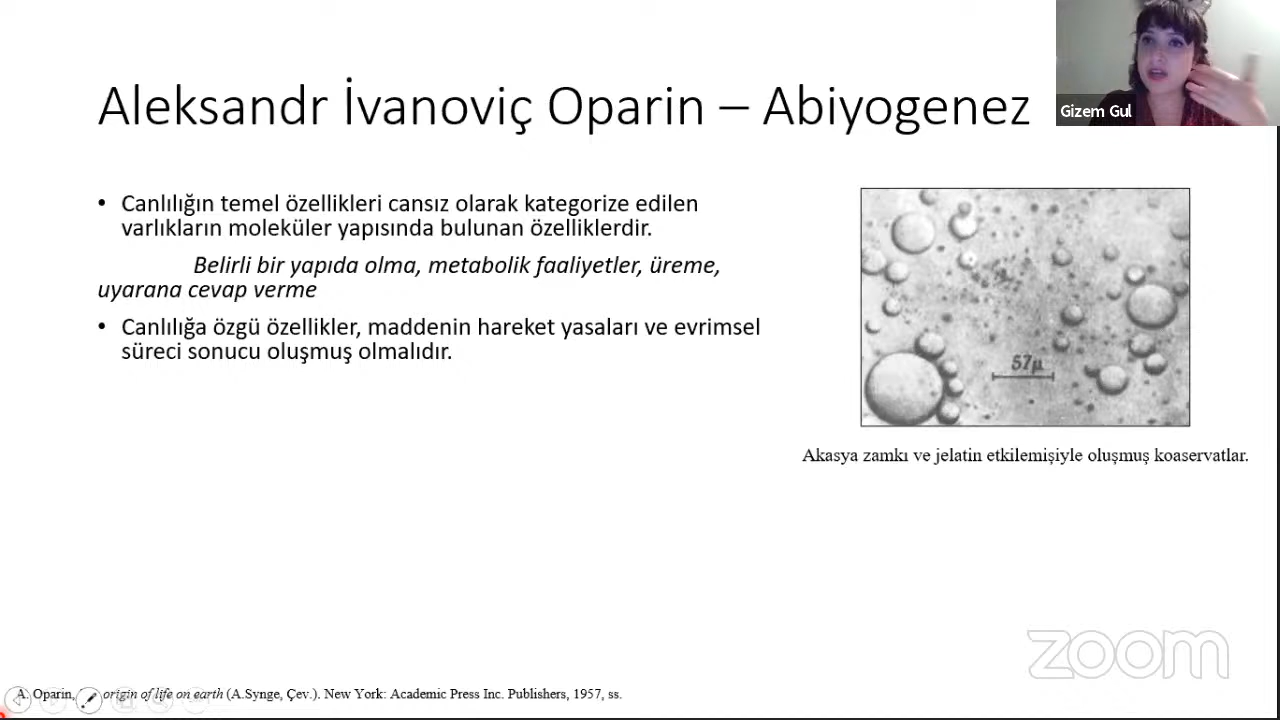 Aleksandr İvanoviç Oparin – Abiyogenez
Gizem Gul
• Canlılığın temel özellikleri cansız olarak kategorize edilen
varlıkların moleküler yapısında bulunan özelliklerdir.
Belirli bir yapıda olma, metabolik faaliyetler, üreme,
uyarana cevap verme
• Canlılığa özgü özellikler, maddenin hareket yasaları ve evrimsel
süreci sonucu oluşmuş olmalıdır.
57μ
Akasya zamkı ve jelatin etkilemişiyle oluşmuş koaservatlar.
zoom
A. Oparin, origin of life on earth (A.Synge, Çev.). New York: Academic Press Inc. Publishers, 1957, ss.